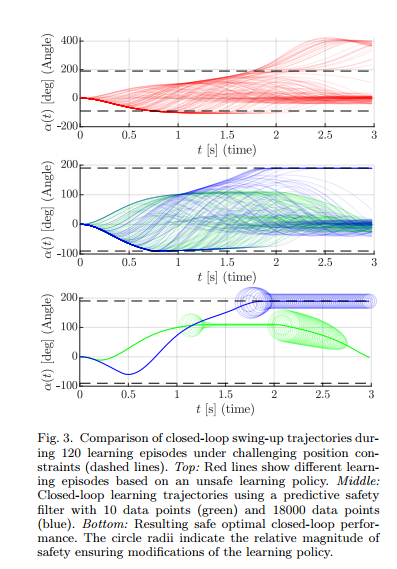 400
200
0
-200
α(t) [deg] (Angle)
0 0.5 1 1.5 2 2.5 3
t [s] (time)
200
100
0
-100
α(t) [deg] (Angle)
0 0.5 1 1.5 2 2.5 3
t [s] (time)
200
100
0
-100
α(t) [deg] (Angle)
0 0.5 1 1.5 2 2.5 3
t [s] (time)
Fig. 3. Comparison of closed-loop swing-up trajectories dur-
ing 120 learning episodes under challenging position con-
straints (dashed lines). Top: Red lines show different learn-
ing episodes based on an unsafe learning policy. Middle:
Closed-loop learning trajectories using a predictive safety
filter with 10 data points (green) and 18000 data points
(blue). Bottom: Resulting safe optimal closed-loop perfor-
mance. The circle radii indicate the relative magnitude of
safety ensuring modifications of the learning policy.